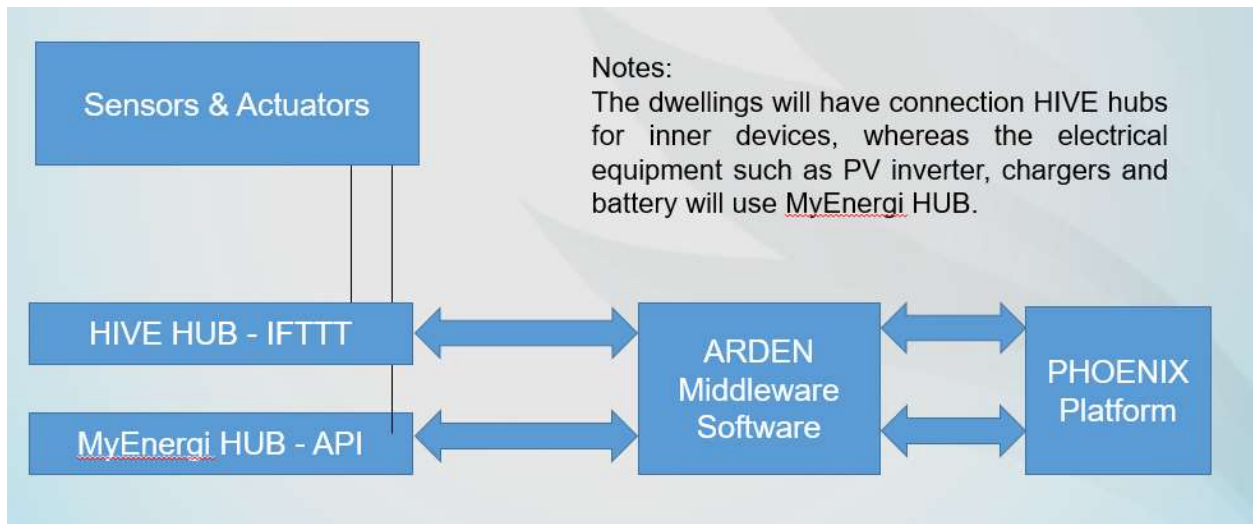 Sensors & Actuators
Notes:
The dwellings will have connection HIVE hubs
for inner devices, whereas the electrical
equipment such as PV inverter, chargers and
battery will use MyEnergi HUB.
HIVE HUB - IFTTT
MyEnergi HUB - API
ARDEN
Middleware
Software
PHOENIX
Platform